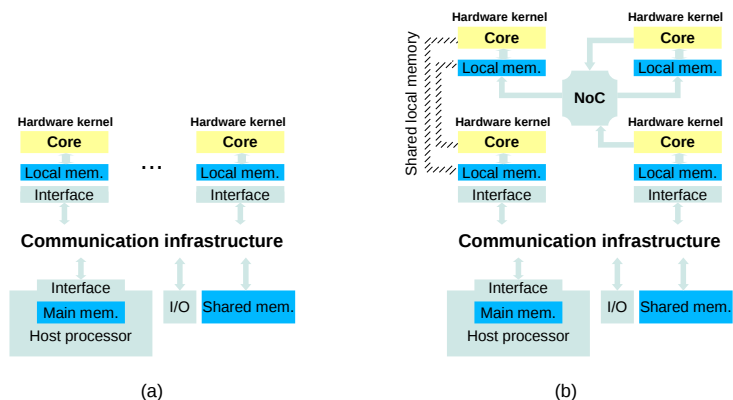 Hardware kernel Hardware kernel
Core Core
Local mem. ... Local mem.
Interface Interface
Communication infrastructure
Interface
Main mem. I/O Shared mem.
Host processor
(a)
Hardware kernel Hardware kernel
Core Core
Local mem. Local mem.
NoC
Shared local memory
Hardware kernel Hardware kernel
Core Core
Local mem. Local mem.
Interface Interface
Communication infrastructure
Interface
Main mem. I/O Shared mem.
Host processor
(b)